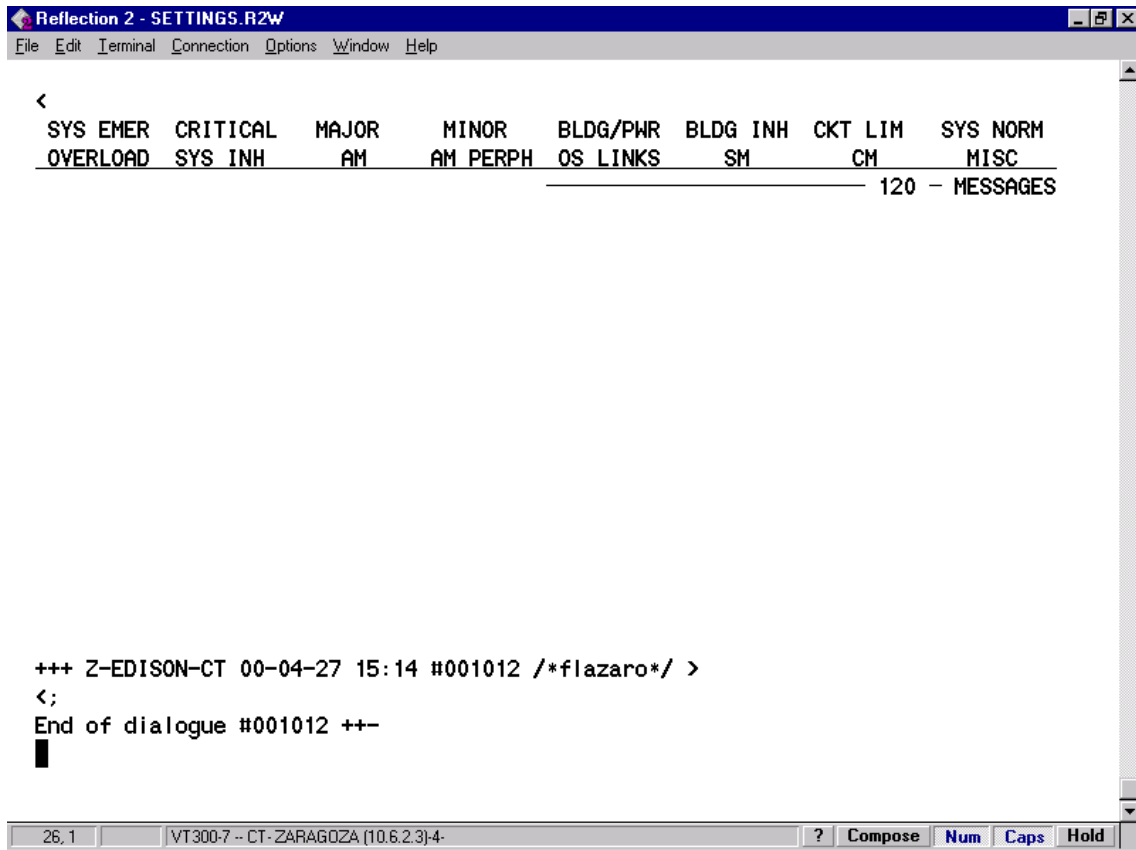 Reflection 2 - SETTINGS.R2W
File Edit Terminal Connection Options Window Help
<
SYS EMER CRITICAL MAJOR MINOR BLDG/PWR BLDG INH CKT LIM SYS NORM
OVERLOAD SYS INH AM AM PERPH OS LINKS SM CM MISC
120 - MESSAGES
+++ Z-EDISON-CT 00-04-27 15:14 #001012 /*flazaro*/ >
<;
End of dialogue #001012 ++-
26, 1 VT300-7 -- CT-ZARAGOZA (10.6.2.3)-4- ? Compose Num Caps Hold